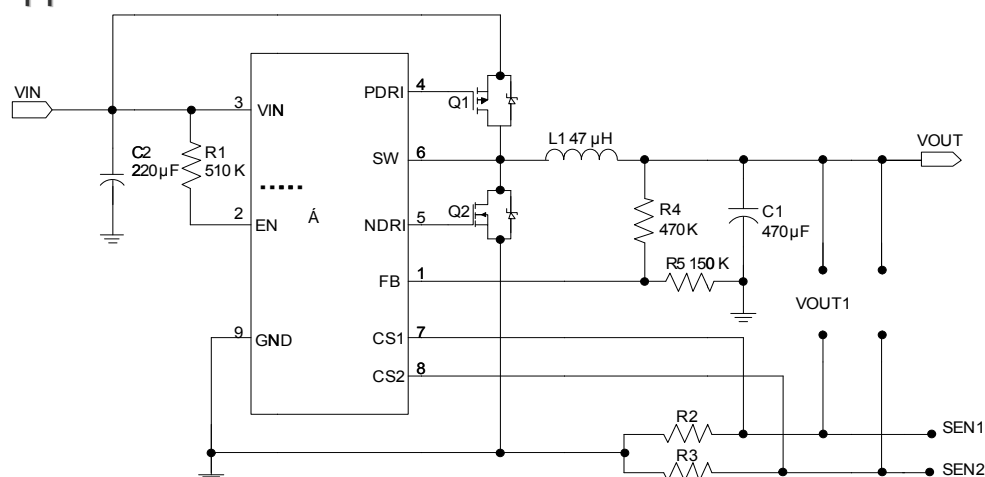 VIN
C2
220µF
R1
510 K
3
VIN
2
EN
9
GND
Á
PDRI
4
Q1
SW
6
L1 47 µH
VOUT
NDRI
5
Q2
R4
470K
C1
470µF
FB
1
R5 150 K
VOUT1
CS1
7
CS2
8
R2
SEN1
R3
SEN2